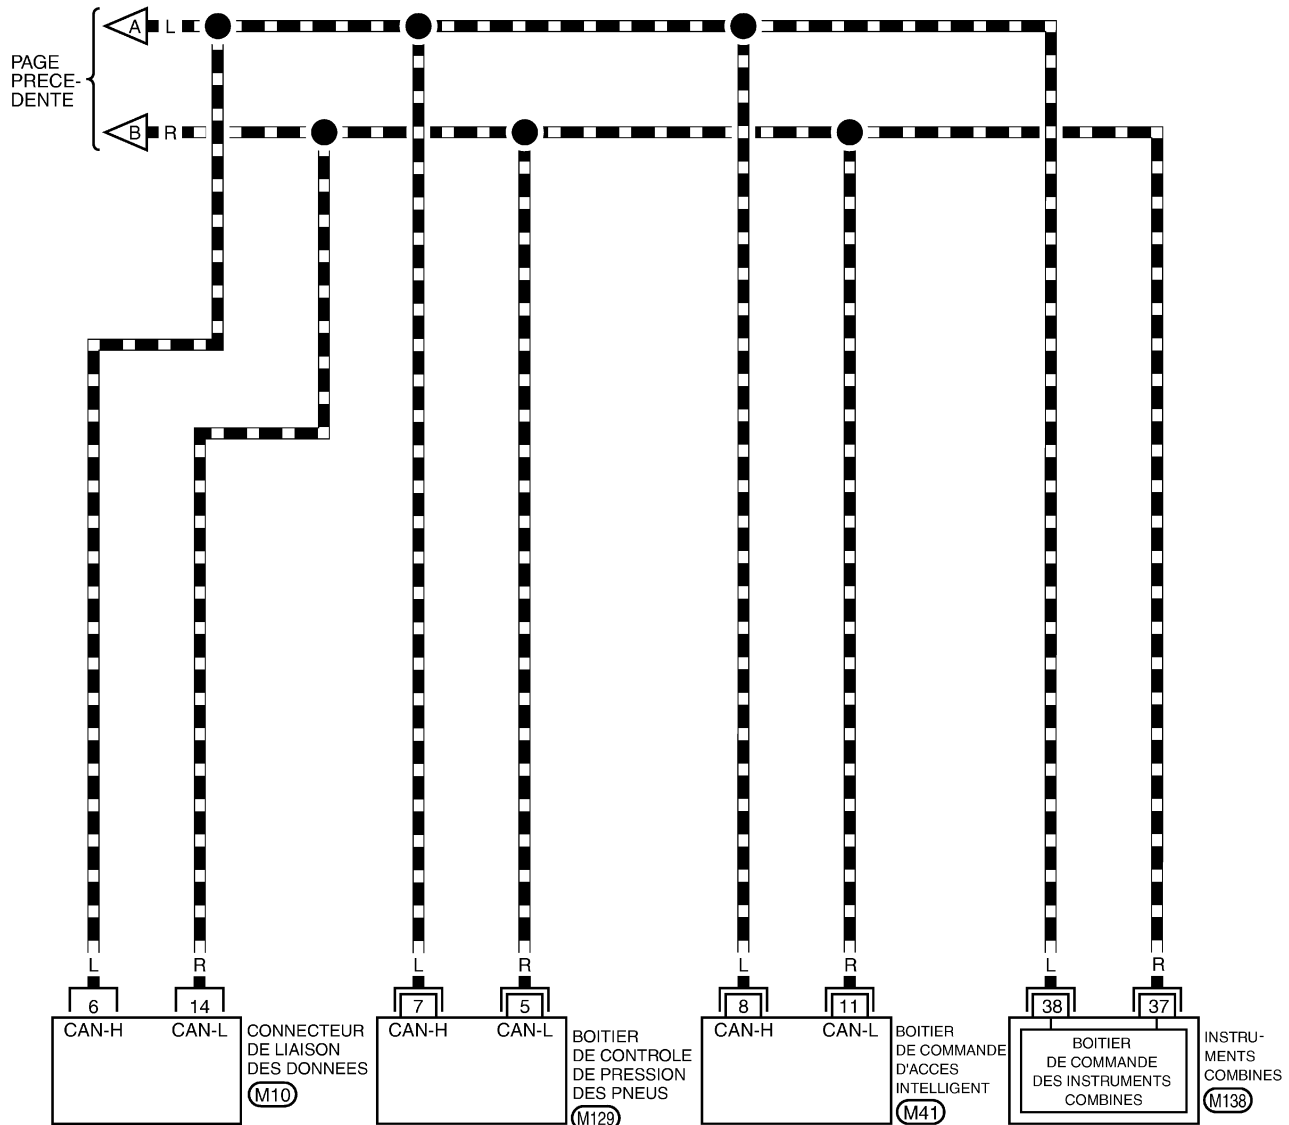 A L
PAGE
PRECE-
DENTE
B R
L R L R L R L R
6 14 7 5 8 11 38 37
CAN-H CAN-L
CONNECTEUR
DE LIAISON
DES DONNEES
M10
CAN-H CAN-L
BOITIER
DE CONTROLE
DE PRESSION
DES PNEUS
M129
CAN-H CAN-L
BOITIER
DE COMMANDE
D'ACCES
INTELLIGENT
M41
BOITIER
DE COMMANDE
DES INSTRUMENTS
COMBINES
INSTRU-
MENTS
COMBINES
M138